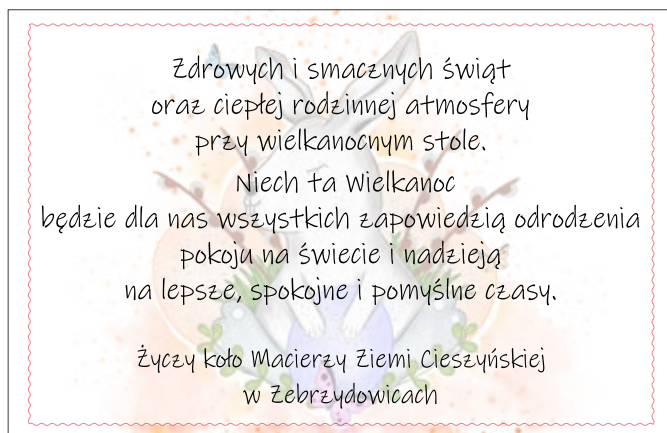 Zdrowych i smacznych świąt
oraz ciepłej rodzinnej atmosfery
przy wielkanocnym stole.
Niech ta Wielkanoc
będzie dla nas wszystkich zapowiedzią odrodzenia
pokoju na świecie i nadzieją
na lepsze, spokojne i pomyślne czasy.
Życzy koło Macierzy Ziemi Cieszyńskiej
w Zebrzydowicach